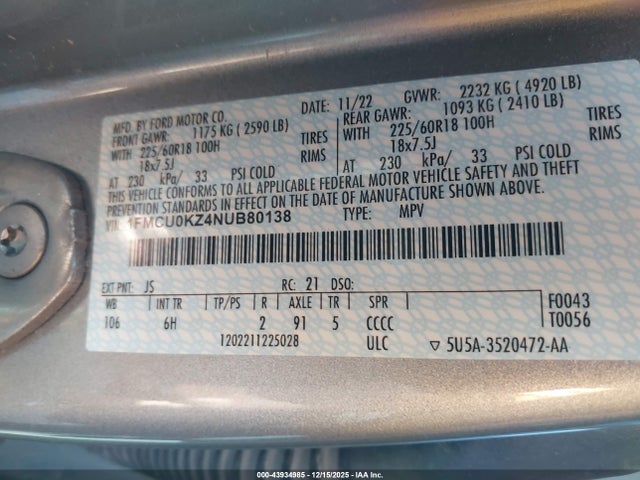 MFD. BY FORD MOTOR CO.
DATE: 11/22 GVWR: 2232 KG ( 4920 LB)
FRONT GAWR: 1175 KG ( 2590 LB)
REAR GAWR: 1093 KG ( 2410 LB)
WITH 225/60R18 100H TIRES
WITH 225/60R18 100H TIRES
18x7.5J RIMS
18x7.5J RIMS
AT 230 kPa/ 33 PSI COLD
AT 230 kPa/ 33 PSI COLD
THIS VEHICLE CONFORMS TO ALL APPLICABLE FEDERAL MOTOR VEHICLE SAFETY AND THEFT
PREVENTION STANDARDS IN EFFECT ON THE DATE OF MANUFACTURE SHOWN ABOVE.
VIN: 1FMCU0KZ4NUB80138 TYPE: MPV
EXT PNT: JS RC: 21 DSO:
WB INT TR TP/PS R AXLE TR SPR
106 6H 2 91 5 CCCC
F0043
T0056
1202211225028 ULC ▽ 5U5A-3520472-AA
00-43934985 - 12/15/2025 - IAA Inc.